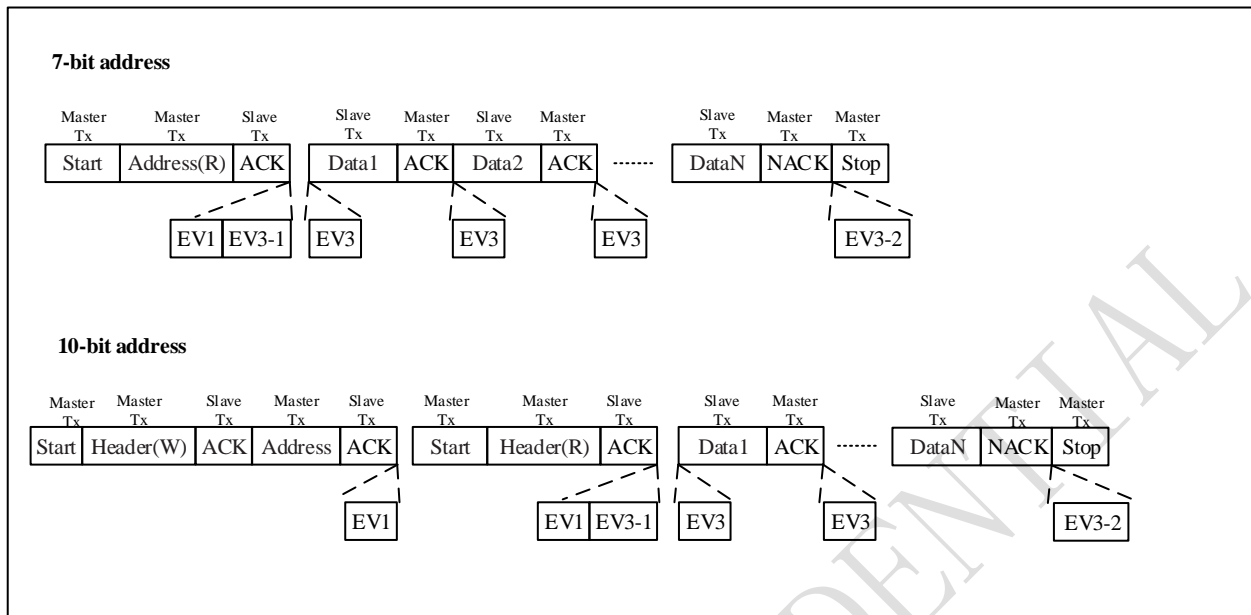 7-bit address
Master Tx Master Tx Slave Tx Slave Tx Master Tx Slave Tx Master Tx Slave Tx Master Tx Master Tx
Start Address(R) ACK Data1 ACK Data2 ACK ........ DataN NACK Stop
EV1 EV3-1 EV3 EV3 EV3 EV3-2
10-bit address
Master Tx Master Tx Slave Tx Master Tx Slave Tx Master Tx Master Tx Slave Tx Slave Tx Master Tx Slave Tx Master Tx Master Tx
Start Header(W) ACK Address ACK Start Header(R) ACK Data1 ACK ........ DataN NACK Stop
EV1 EV1 EV3-1 EV3 EV3 EV3-2
DENTIAL